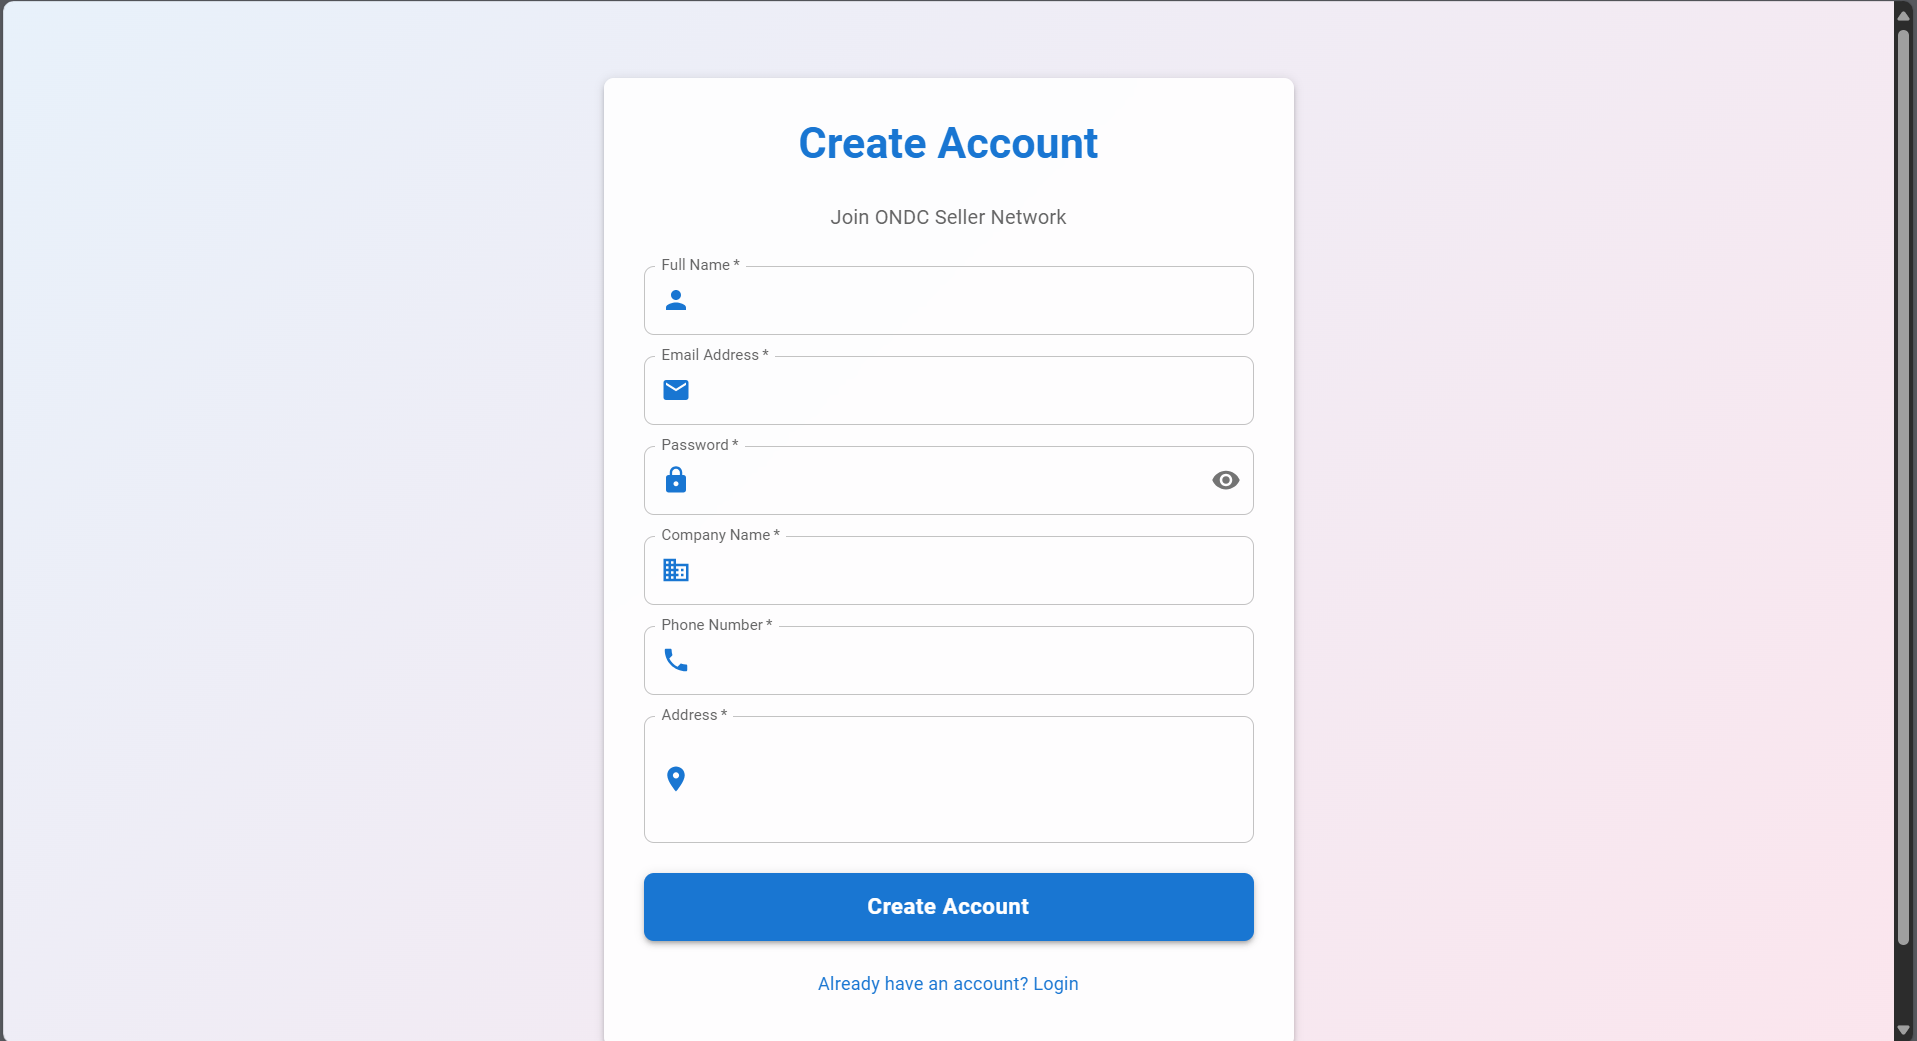 Create Account
Join ONDC Seller Network
Full Name *
Email Address *
Password *
Company Name *
Phone Number *
Address *
Create Account
Already have an account? Login